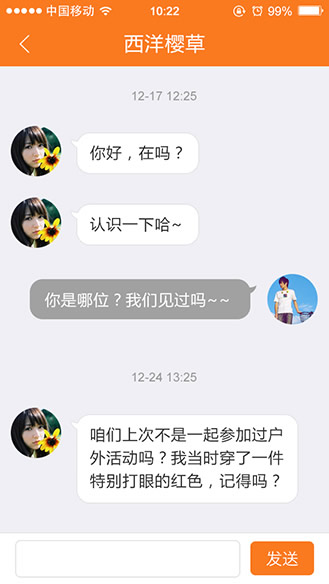 中国移动 10:22 99%
西洋樱草
12-17 12:25
你好，在吗？
认识一下哈~
你是哪位？我们见过吗~~
12-24 13:25
咱们上次不是一起参加过户
外活动吗？我当时穿了一件
特别打眼的红色，记得吗？
发送